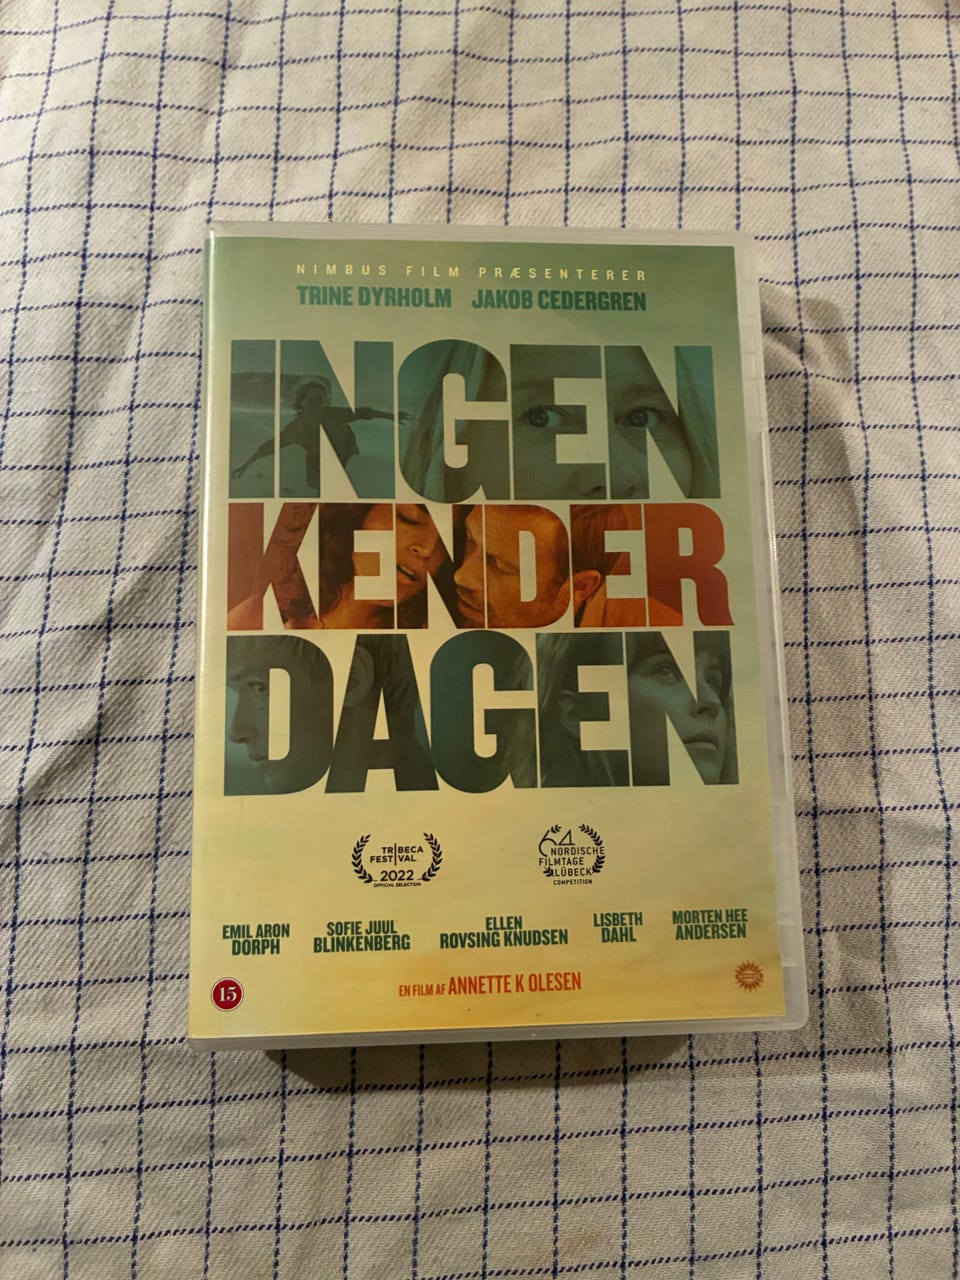 NIMBUS FILM PRÆSENTERER
TRINE DYRHOLM JAKOB CEDERGREN
INGEN
KENDER
DAGEN
TRIBECA
FESTIVAL
2022
OFFICIAL SELECTION
64
NORDISCHE
FILMTAGE
LÜBECK
COMPETITION
EMIL ARON
DORPH
SOFIE JUUL
BLINKENBERG
ELLEN
ROVSING KNUDSEN
LISBETH
DAHL
MORTEN HEE
ANDERSEN
EN FILM AF ANNETTE K OLESEN
15